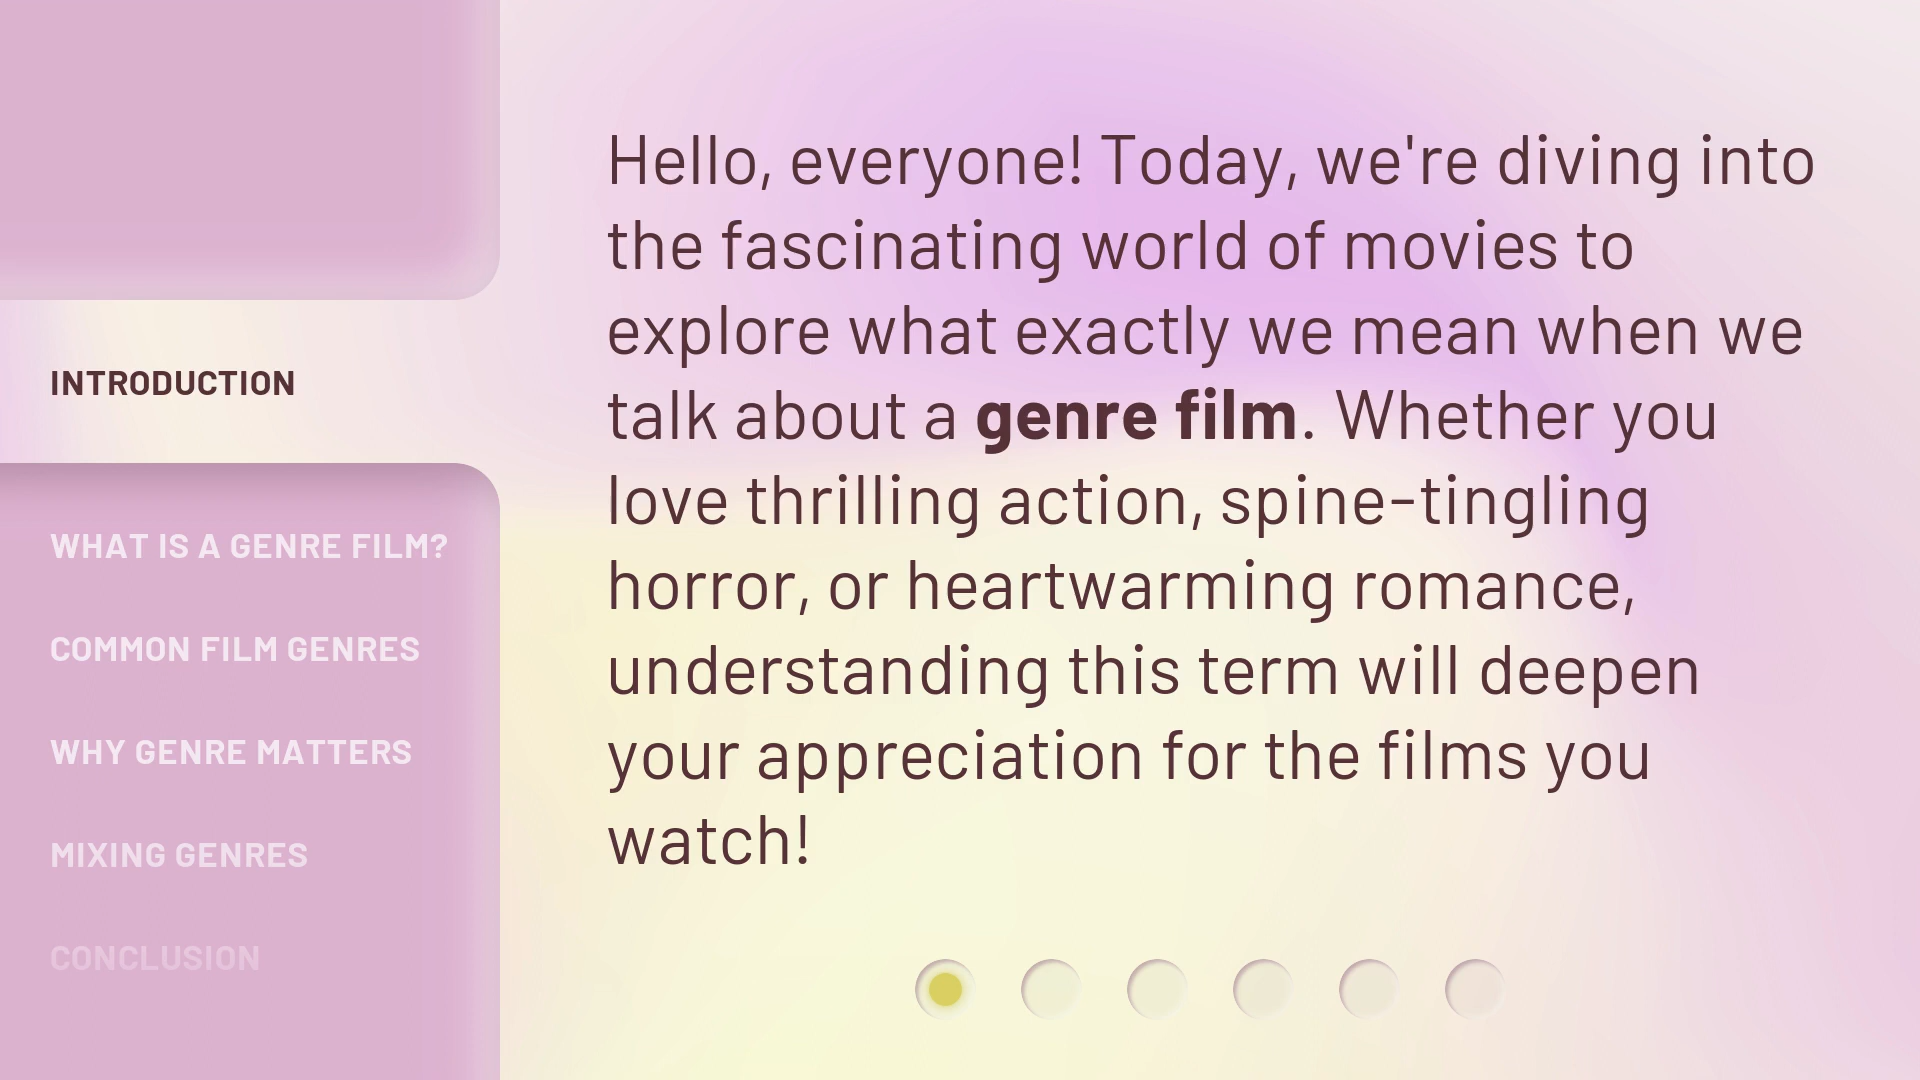 INTRODUCTION
WHAT IS A GENRE FILM?
COMMON FILM GENRES
WHY GENRE MATTERS
MIXING GENRES
CONCLUSION
Hello, everyone! Today, we're diving into
the fascinating world of movies to
explore what exactly we mean when we
talk about a genre film. Whether you
love thrilling action, spine-tingling
horror, or heartwarming romance,
understanding this term will deepen
your appreciation for the films you
watch!